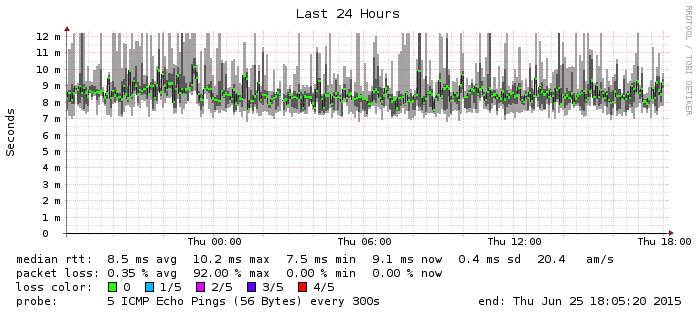 Last 24 Hours
RRDTOOL / TOBI OETIKER
Seconds
12 m
11 m
10 m
9 m
8 m
7 m
6 m
5 m
4 m
3 m
2 m
1 m
0
Thu 00:00 Thu 06:00 Thu 12:00 Thu 18:00
median rtt: 8.5 ms avg 10.2 ms max 7.5 ms min 9.1 ms now 0.4 ms sd 20.4 am/s
packet loss: 0.35 % avg 92.00 % max 0.00 % min 0.00 % now
loss color: 0 1/5 2/5 3/5 4/5
probe: 5 ICMP Echo Pings (56 Bytes) every 300s end: Thu Jun 25 18:05:20 2015